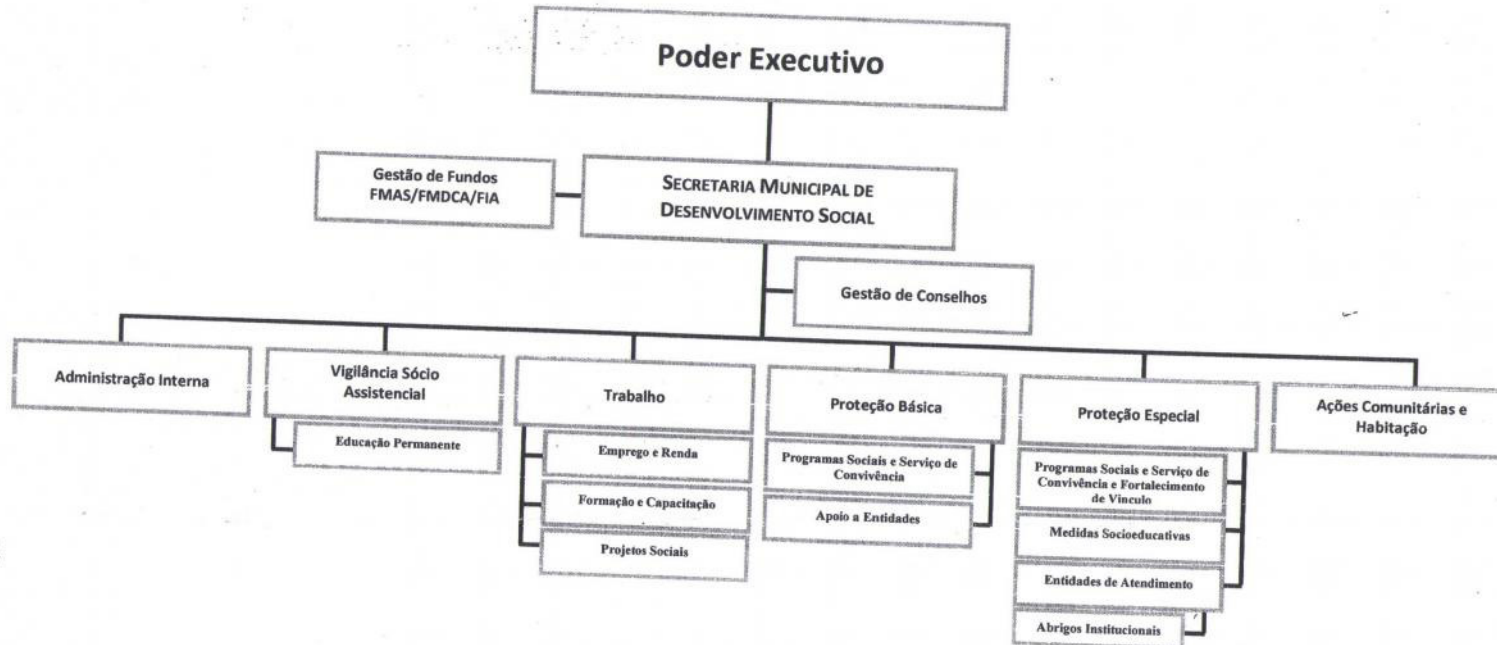 Poder Executivo
Gestão de Fundos
FMAS/FMDCA/FIA
SECRETARIA MUNICIPAL DE
DESENVOLVIMENTO SOCIAL
Gestão de Conselhos
Administração Interna
Vigilância Sócio
Assistencial
Educação Permanente
Trabalho
Emprego e Renda
Formação e Capacitação
Projetos Sociais
Proteção Básica
Programas Sociais e Serviço de
Convivência
Apoio a Entidades
Proteção Especial
Programas Sociais e Serviço de
Convivência e Fortalecimento
de Vinculo
Medidas Socioeducativas
Entidades de Atendimento
Abrigos Institucionais
Ações Comunitárias e
Habitação